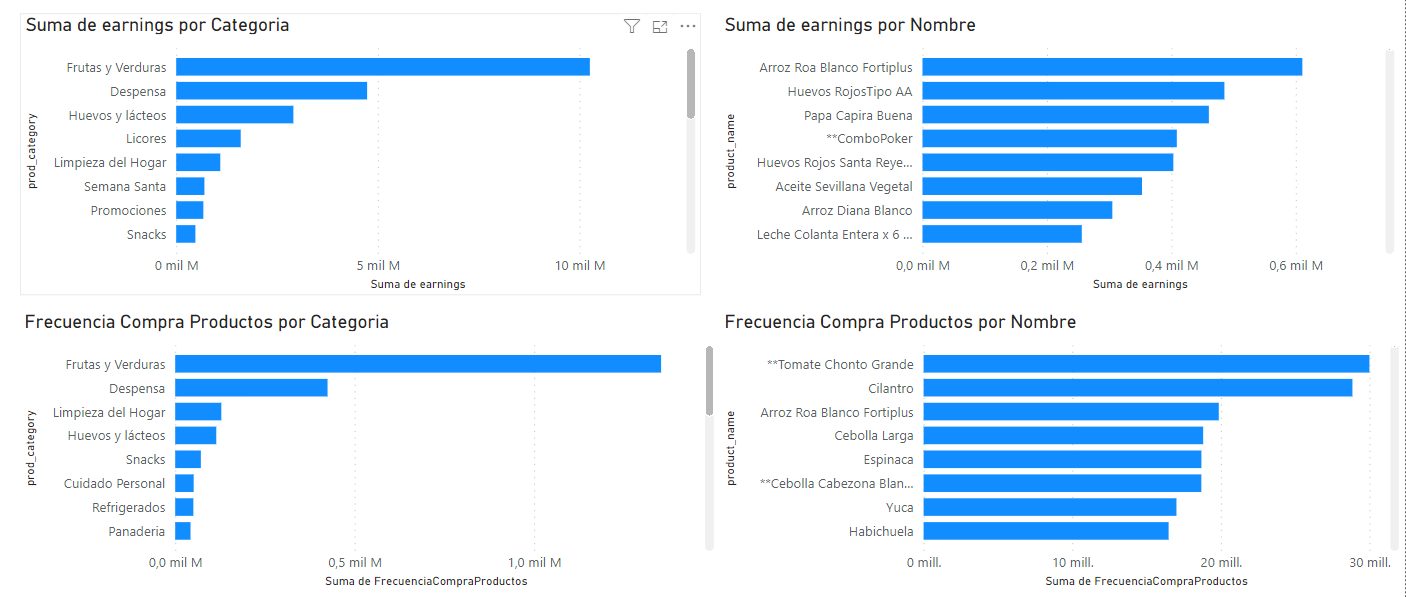 Suma de earnings por Categoria
prod_category
Frutas y Verduras
Despensa
Huevos y lácteos
Licores
Limpieza del Hogar
Semana Santa
Promociones
Snacks
0 mil M 5 mil M 10 mil M
Suma de earnings
Suma de earnings por Nombre
product_name
Arroz Roa Blanco Fortiplus
Huevos RojosTipo AA
Papa Capira Buena
**ComboPoker
Huevos Rojos Santa Reye...
Aceite Sevillana Vegetal
Arroz Diana Blanco
Leche Colanta Entera x 6 ...
0,0 mil M 0,2 mil M 0,4 mil M 0,6 mil M
Suma de earnings
Frecuencia Compra Productos por Categoria
prod_category
Frutas y Verduras
Despensa
Limpieza del Hogar
Huevos y lácteos
Snacks
Cuidado Personal
Refrigerados
Panaderia
0,0 mil M 0,5 mil M 1,0 mil M
Suma de FrecuenciaCompraProductos
Frecuencia Compra Productos por Nombre
product_name
**Tomate Chonto Grande
Cilantro
Arroz Roa Blanco Fortiplus
Cebolla Larga
Espinaca
**Cebolla Cabezona Blan...
Yuca
Habichuela
0 mill. 10 mill. 20 mill. 30 mill.
Suma de FrecuenciaCompraProductos